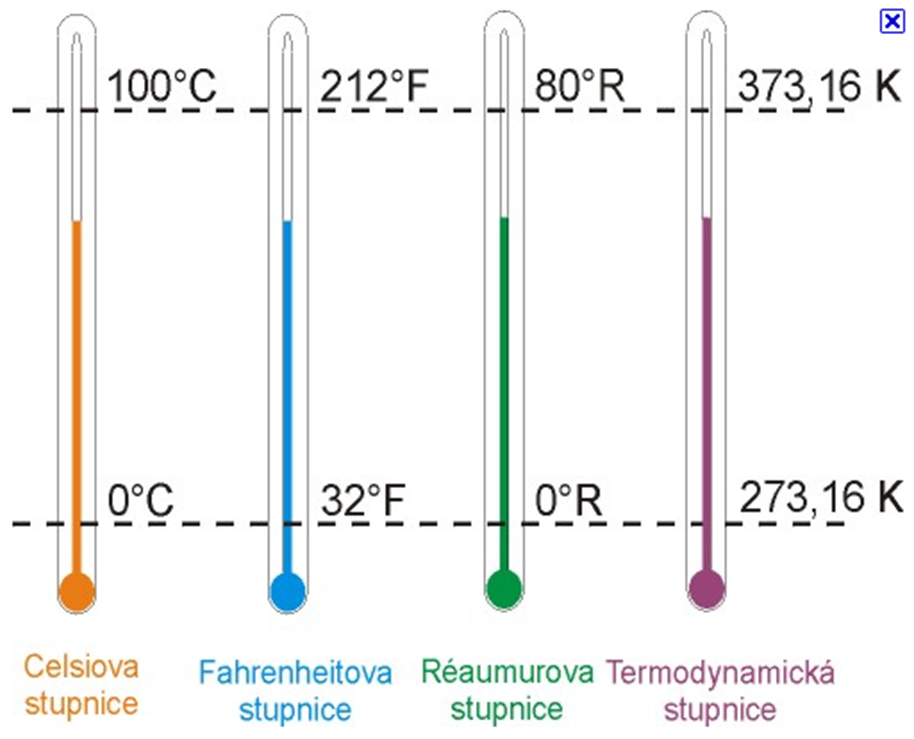 100°C 212°F 80°R 373,16 K
0°C 32°F 0°R 273,16 K
Celsiova
stupnice
Fahrenheitova
stupnice
Réaumurova
stupnice
Termodynamická
stupnice